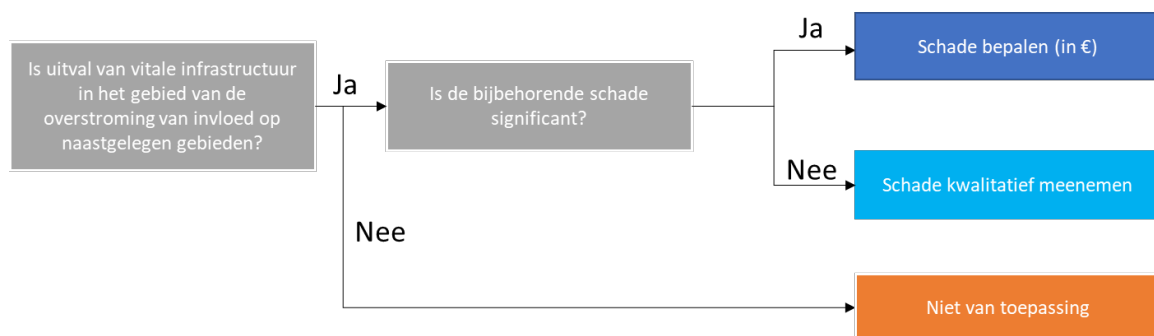 Is uitval van vitale infrastructuur
in het gebied van de
overstroming van invloed op
naastgelegen gebieden?
Ja
Is de bijbehorende schade
significant?
Ja
Schade bepalen (in €)
Nee
Schade kwalitatief meenemen
Nee
Niet van toepassing